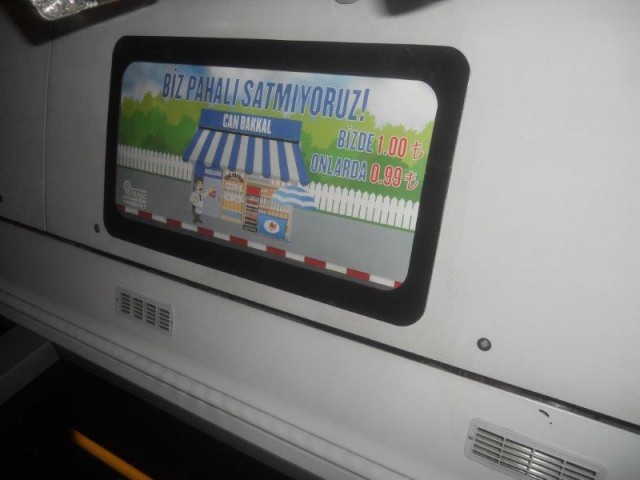 BİZ PAHALI SATMIYORUZ!
CAN BAKKAL
BİZDE 1.00 ₺
ONLARDA 0.99 ₺